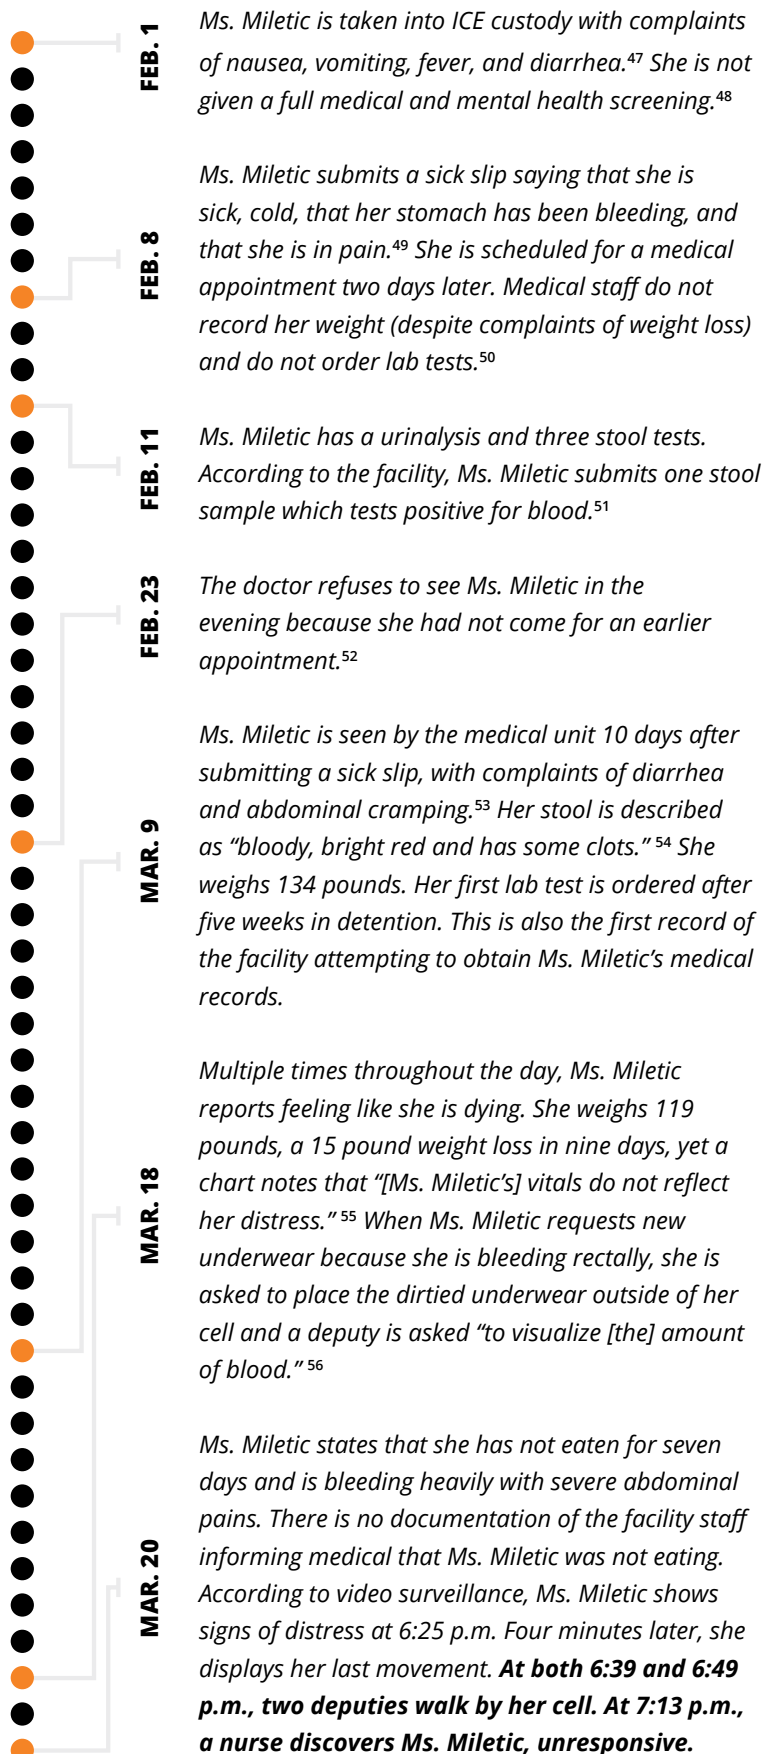 FEB. 1
Ms. Miletic is taken into ICE custody with complaints
of nausea, vomiting, fever, and diarrhea.47 She is not
given a full medical and mental health screening.48
FEB. 8
Ms. Miletic submits a sick slip saying that she is
sick, cold, that her stomach has been bleeding, and
that she is in pain.49 She is scheduled for a medical
appointment two days later. Medical staff do not
record her weight (despite complaints of weight loss)
and do not order lab tests.50
FEB. 11
Ms. Miletic has a urinalysis and three stool tests.
According to the facility, Ms. Miletic submits one stool
sample which tests positive for blood.51
FEB. 23
The doctor refuses to see Ms. Miletic in the
evening because she had not come for an earlier
appointment.52
MAR. 9
Ms. Miletic is seen by the medical unit 10 days after
submitting a sick slip, with complaints of diarrhea
and abdominal cramping.53 Her stool is described
as “bloody, bright red and has some clots.” 54 She
weighs 134 pounds. Her first lab test is ordered after
five weeks in detention. This is also the first record of
the facility attempting to obtain Ms. Miletic’s medical
records.
MAR. 18
Multiple times throughout the day, Ms. Miletic
reports feeling like she is dying. She weighs 119
pounds, a 15 pound weight loss in nine days, yet a
chart notes that “[Ms. Miletic’s] vitals do not reflect
her distress.” 55 When Ms. Miletic requests new
underwear because she is bleeding rectally, she is
asked to place the dirtied underwear outside of her
cell and a deputy is asked “to visualize [the] amount
of blood.” 56
MAR. 20
Ms. Miletic states that she has not eaten for seven
days and is bleeding heavily with severe abdominal
pains. There is no documentation of the facility staff
informing medical that Ms. Miletic was not eating.
According to video surveillance, Ms. Miletic shows
signs of distress at 6:25 p.m. Four minutes later, she
displays her last movement. At both 6:39 and 6:49
p.m., two deputies walk by her cell. At 7:13 p.m.,
a nurse discovers Ms. Miletic, unresponsive.